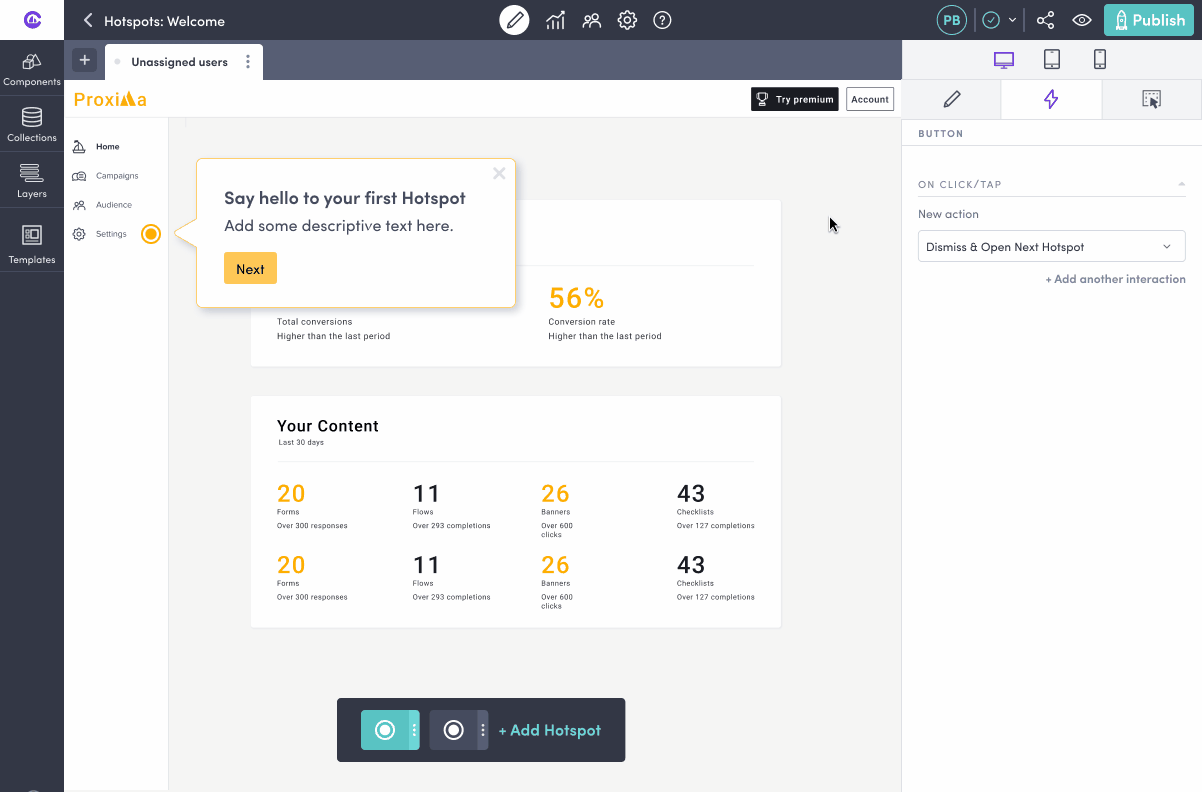 Hotspots: Welcome
PB
Publish
Components
Collections
Layers
Templates
+
Unassigned users
Proxima
Try premium
Account
Home
Campaigns
Audience
Settings
Say hello to your first Hotspot
Add some descriptive text here.
Next
56%
Total conversions
Conversion rate
Higher than the last period
Higher than the last period
Your Content
Last 30 days
20
11
26
43
Forms
Flows
Banners
Checklists
Over 300 responses
Over 293 completions
Over 600
clicks
Over 127 completions
20
11
26
43
Forms
Flows
Banners
Checklists
Over 300 responses
Over 293 completions
Over 600
clicks
Over 127 completions
+ Add Hotspot
BUTTON
ON CLICK/TAP
New action
Dismiss & Open Next Hotspot
+ Add another interaction